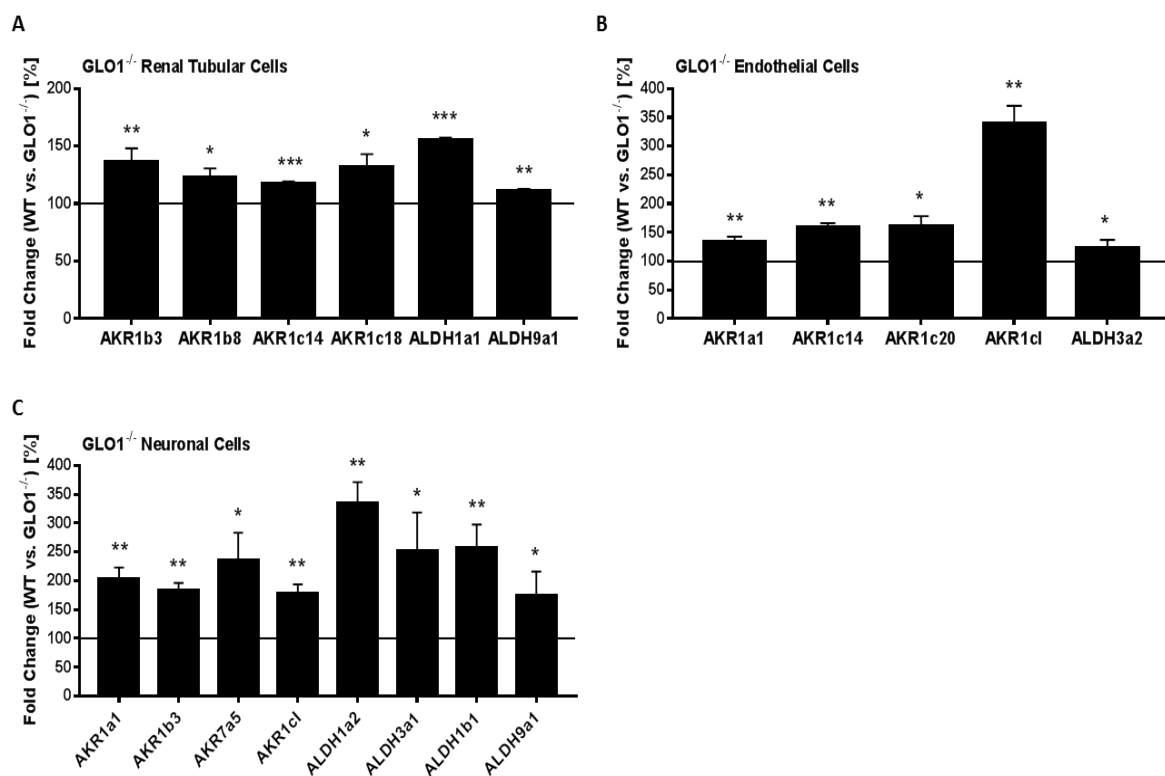 A
GLO1-/- Renal Tubular Cells
Fold Change (WT vs. GLO1-/-) [%]
200
150
100
50
0
** * *** * *** **
AKR1b3 AKR1b8 AKR1c14 AKR1c18 ALDH1a1 ALDH9a1
B
GLO1-/- Endothelial Cells
Fold Change (WT vs. GLO1-/-) [%]
400
350
300
250
200
150
100
50
0
** ** * ** *
AKR1a1 AKR1c14 AKR1c20 AKR1cl ALDH3a2
C
GLO1-/- Neuronal Cells
Fold Change (WT vs. GLO1-/-) [%]
400
350
300
250
200
150
100
50
0
** ** * ** ** * ** *
AKR1a1 AKR1b3 AKR7a5 AKR1cl ALDH1a2 ALDH3a1 ALDH1b1 ALDH9a1